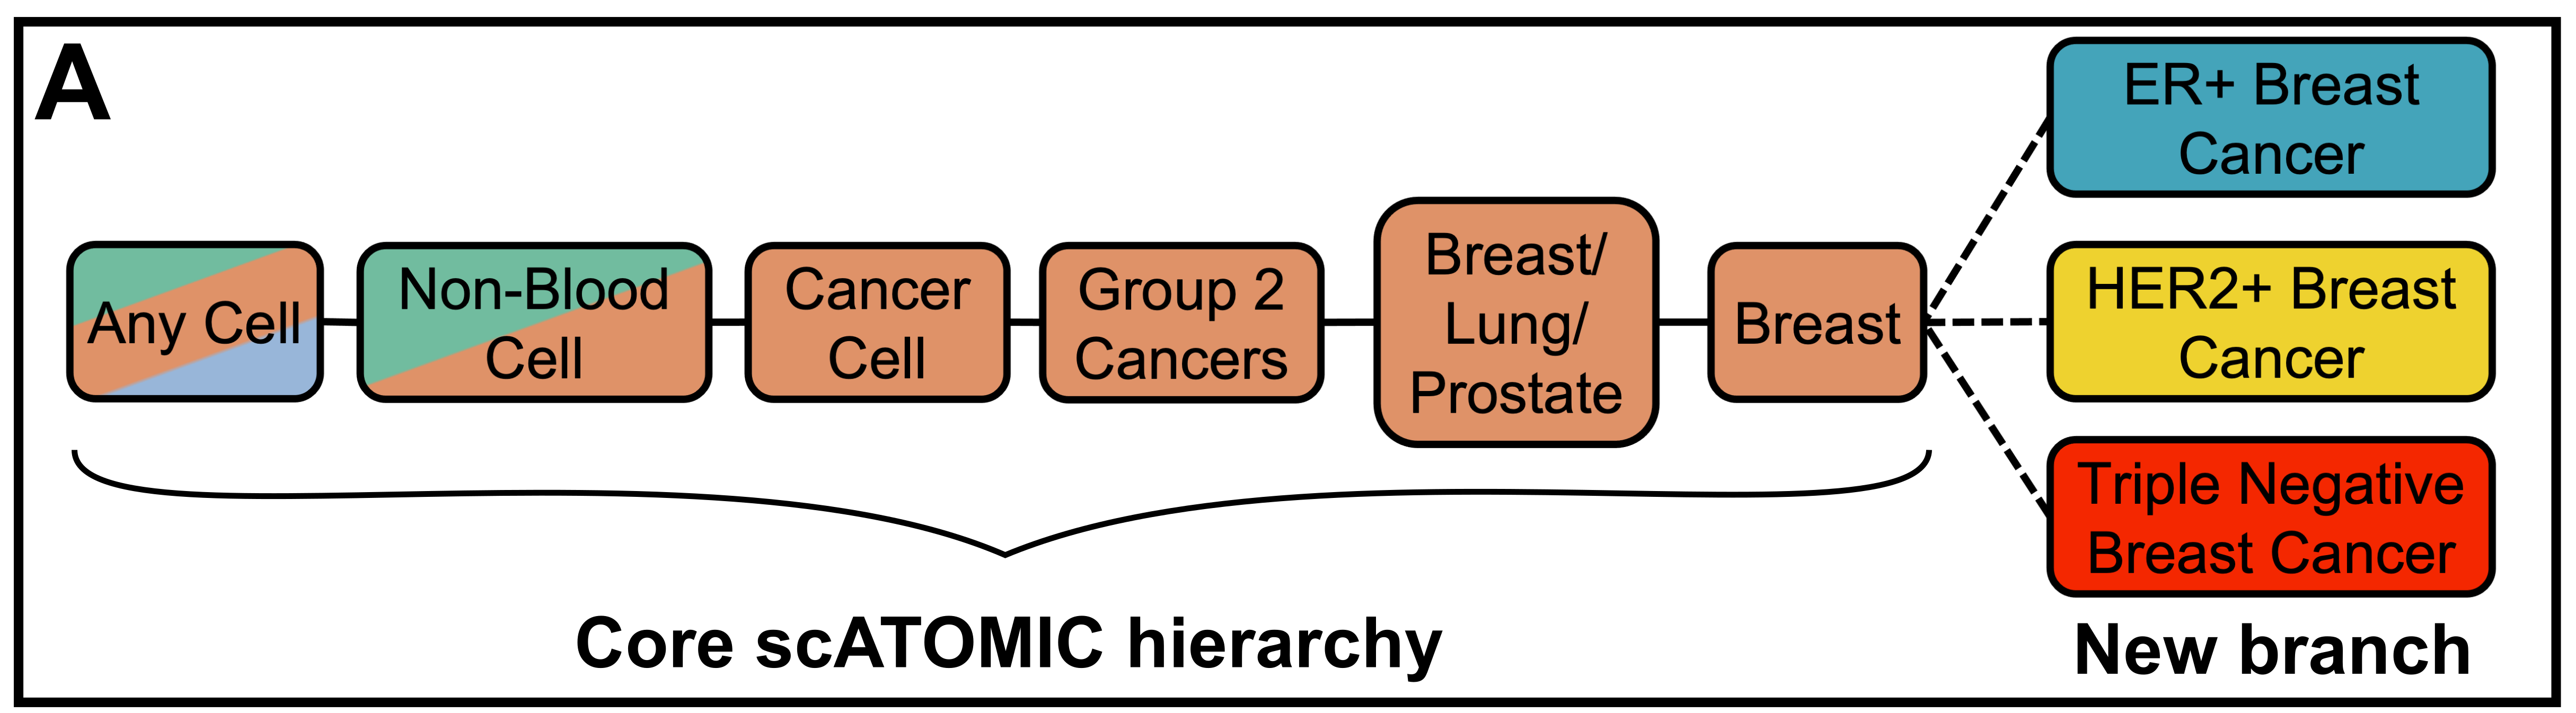 A
Any Cell
Non-Blood
Cell
Cancer
Cell
Group 2
Cancers
Breast/
Lung/
Prostate
Breast
ER+ Breast
Cancer
HER2+ Breast
Cancer
Triple Negative
Breast Cancer
Core scATOMIC hierarchy
New branch